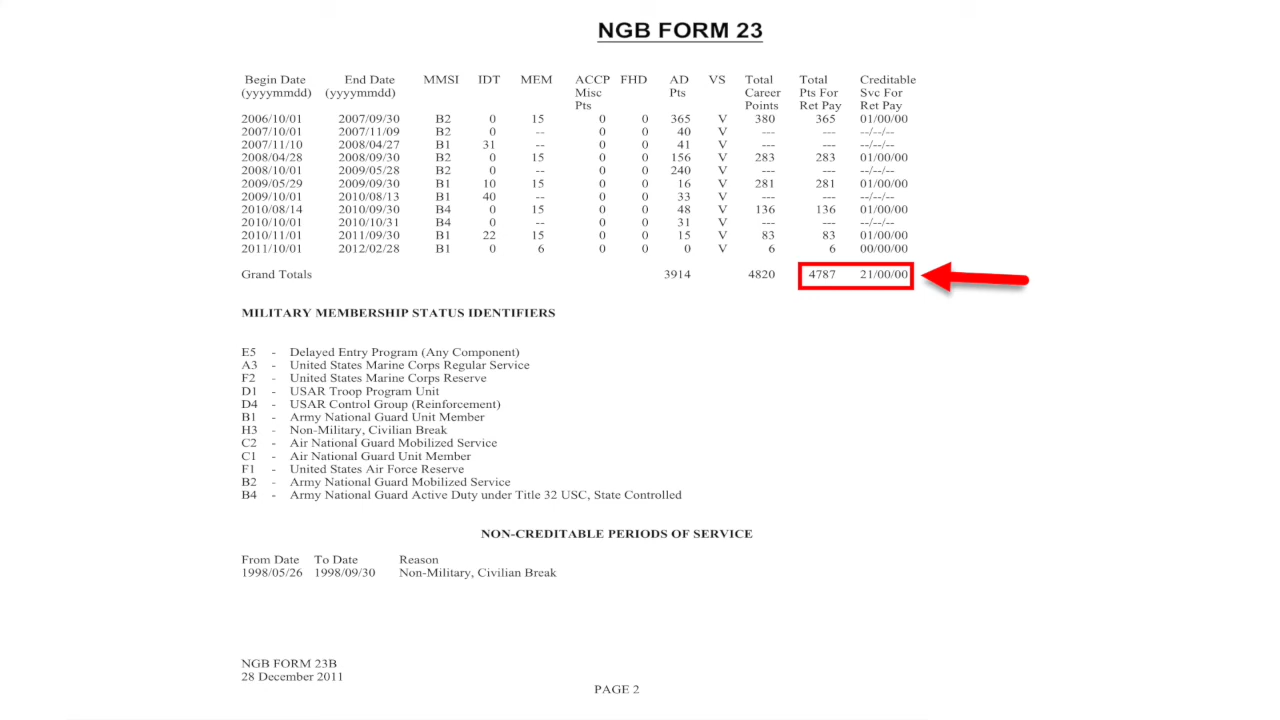 NGB FORM 23
Begin Date End Date MMSI IDT MEM ACCP FHD AD VS Total Total Creditable
(yyyymmdd) (yyyymmdd) Misc Pts Career Pts For Svc For
Pts Points Ret Pay Ret Pay
2006/10/01 2007/09/30 B2 0 15 0 0 365 V 380 365 01/00/00
2007/10/01 2007/11/09 B2 0 -- 0 0 40 V --- --- --/--/--
2007/11/10 2008/04/27 B1 31 0 0 41 V --- --- --/--/--
2008/04/28 2008/09/30 B2 0 15 0 0 156 V 283 283 01/00/00
2008/10/01 2009/05/28 B2 0 -- 0 0 240 V --- --- --/--/--
2009/05/29 2009/09/30 B1 10 15 0 0 16 V 281 281 01/00/00
2009/10/01 2010/08/13 B1 40 -- 0 0 33 V --- --- --/--/--
2010/08/14 2010/09/30 B4 0 15 0 0 48 V 136 136 01/00/00
2010/10/01 2010/10/31 B4 0 -- 0 0 31 V --- --- --/--/--
2010/11/01 2011/09/30 B1 22 15 0 0 15 V 83 83 01/00/00
2011/10/01 2012/02/28 B1 0 6 0 0 0 V 6 6 00/00/00
Grand Totals 3914 4820 4787 21/00/00
MILITARY MEMBERSHIP STATUS IDENTIFIERS
E5 - Delayed Entry Program (Any Component)
A3 - United States Marine Corps Regular Service
F2 - United States Marine Corps Reserve
D1 - USAR Troop Program Unit
D4 - USAR Control Group (Reinforcement)
B1 - Army National Guard Unit Member
H3 - Non-Military, Civilian Break
C2 - Air National Guard Mobilized Service
C1 - Air National Guard Unit Member
F1 - United States Air Force Reserve
B2 - Army National Guard Mobilized Service
B4 - Army National Guard Active Duty under Title 32 USC, State Controlled
NON-CREDITABLE PERIODS OF SERVICE
From Date To Date Reason
1998/05/26 1998/09/30 Non-Military, Civilian Break
NGB FORM 23B
28 December 2011
PAGE 2